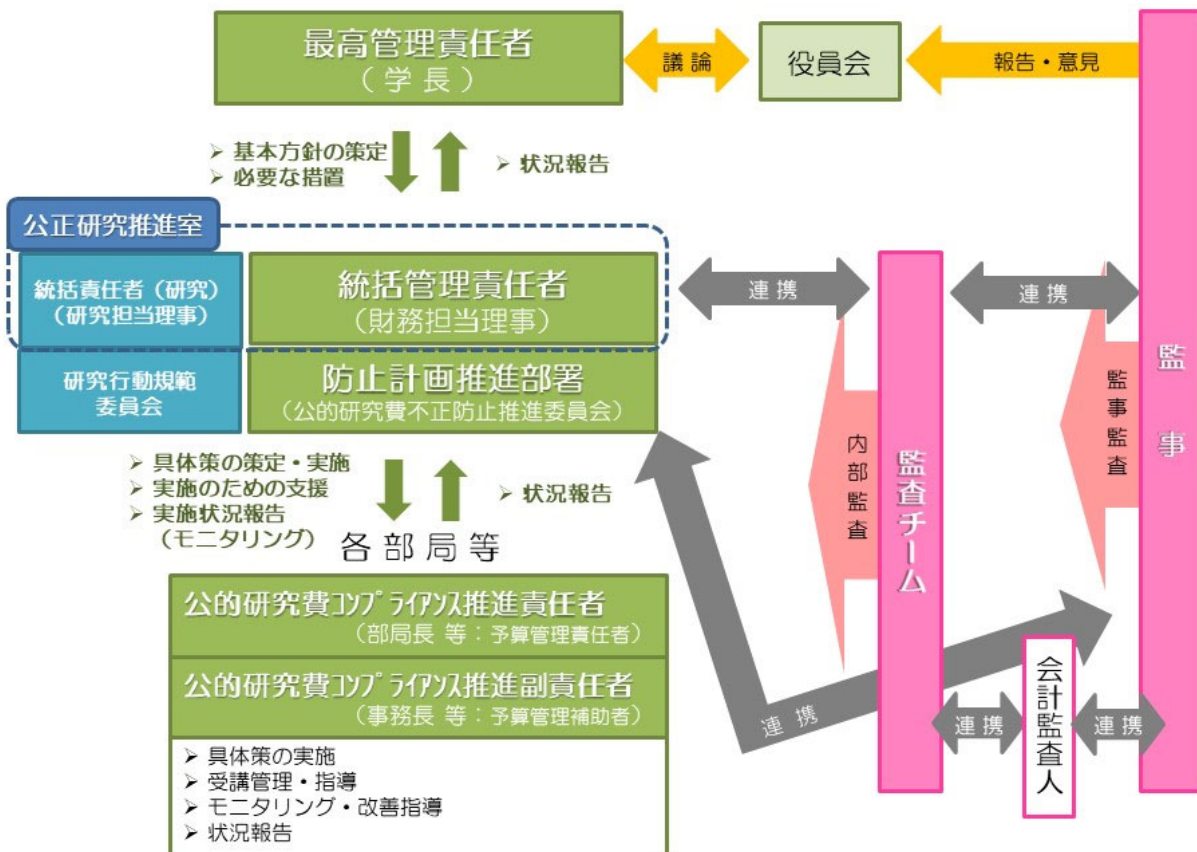 最高管理責任者
（学長）
議論
役員会
報告・意見
➢ 基本方針の策定
➢ 必要な措置
➢ 状況報告
公正研究推進室
統括責任者（研究）
（研究担当理事）
統括管理責任者
（財務担当理事）
連携
連携
研究行動規範
委員会
防止計画推進部署
（公的研究費不正防止推進委員会）
内部監査
監査チーム
監事監査
監事
➢ 具体策の策定・実施
➢ 実施のための支援
➢ 実施状況報告
（モニタリング）
➢ 状況報告
各部局等
公的研究費ｺﾝﾌﾟﾗｲｱﾝｽ推進責任者
（部局長 等：予算管理責任者）
公的研究費ｺﾝﾌﾟﾗｲｱﾝｽ推進副責任者
（事務長 等：予算管理補助者）
➢ 具体策の実施
➢ 受講管理・指導
➢ モニタリング・改善指導
➢ 状況報告
連携
連携
会計監査人
連携